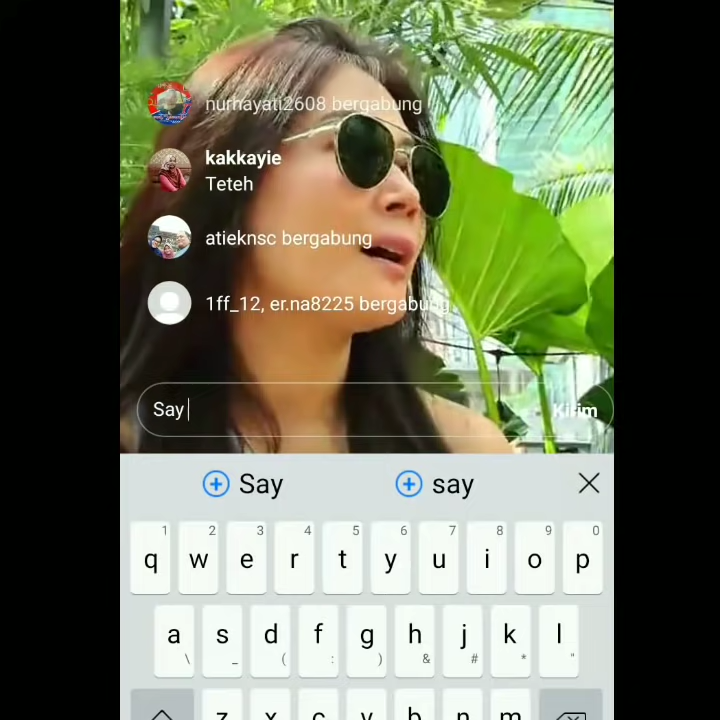 nurhayati2608 bergabung
kakkayie
Teteh
atieknsc bergabung
1ff_12, er.na8225 bergabung
Say
Kirim
Say say
1 2 3 4 5 6 7 8 9 0
q w e r t y u i o p
a s d f g h j k l
\ _ ( : ) & # * "
z x c v b n m